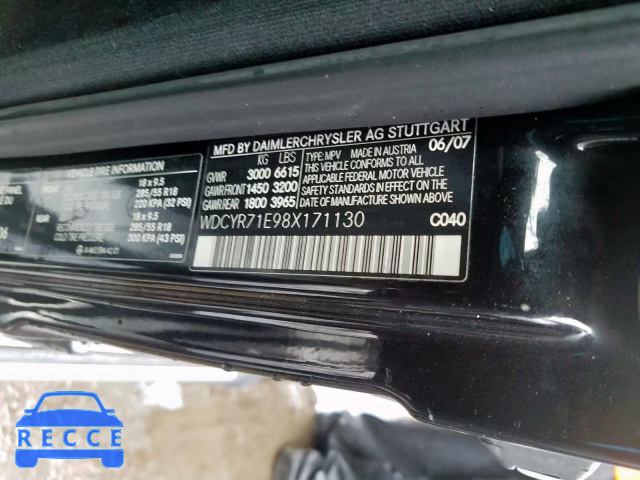 MFD BY DAIMLERCHRYSLER AG STUTTGART
KG LBS
GVWR 3000 6615
GAWR FRONT 1450 3200
GAWR REAR 1800 3965
TYPE: MPV MADE IN AUSTRIA 06/07
THIS VEHICLE CONFORMS TO ALL
APPLICABLE FEDERAL MOTOR VEHICLE
SAFETY STANDARDS IN EFFECT ON THE
DATE OF MANUFACTURE SHOWN ABOVE.
WDCYR71E98X171130 C040
VEHICLE TIRE INFORMATION
18 x 9.5
285/55 R18
220 KPA (32 PSI)
REAR
18 x 9.5
285/55 R18
300 KPA (43 PSI)
PANEL
RECCE